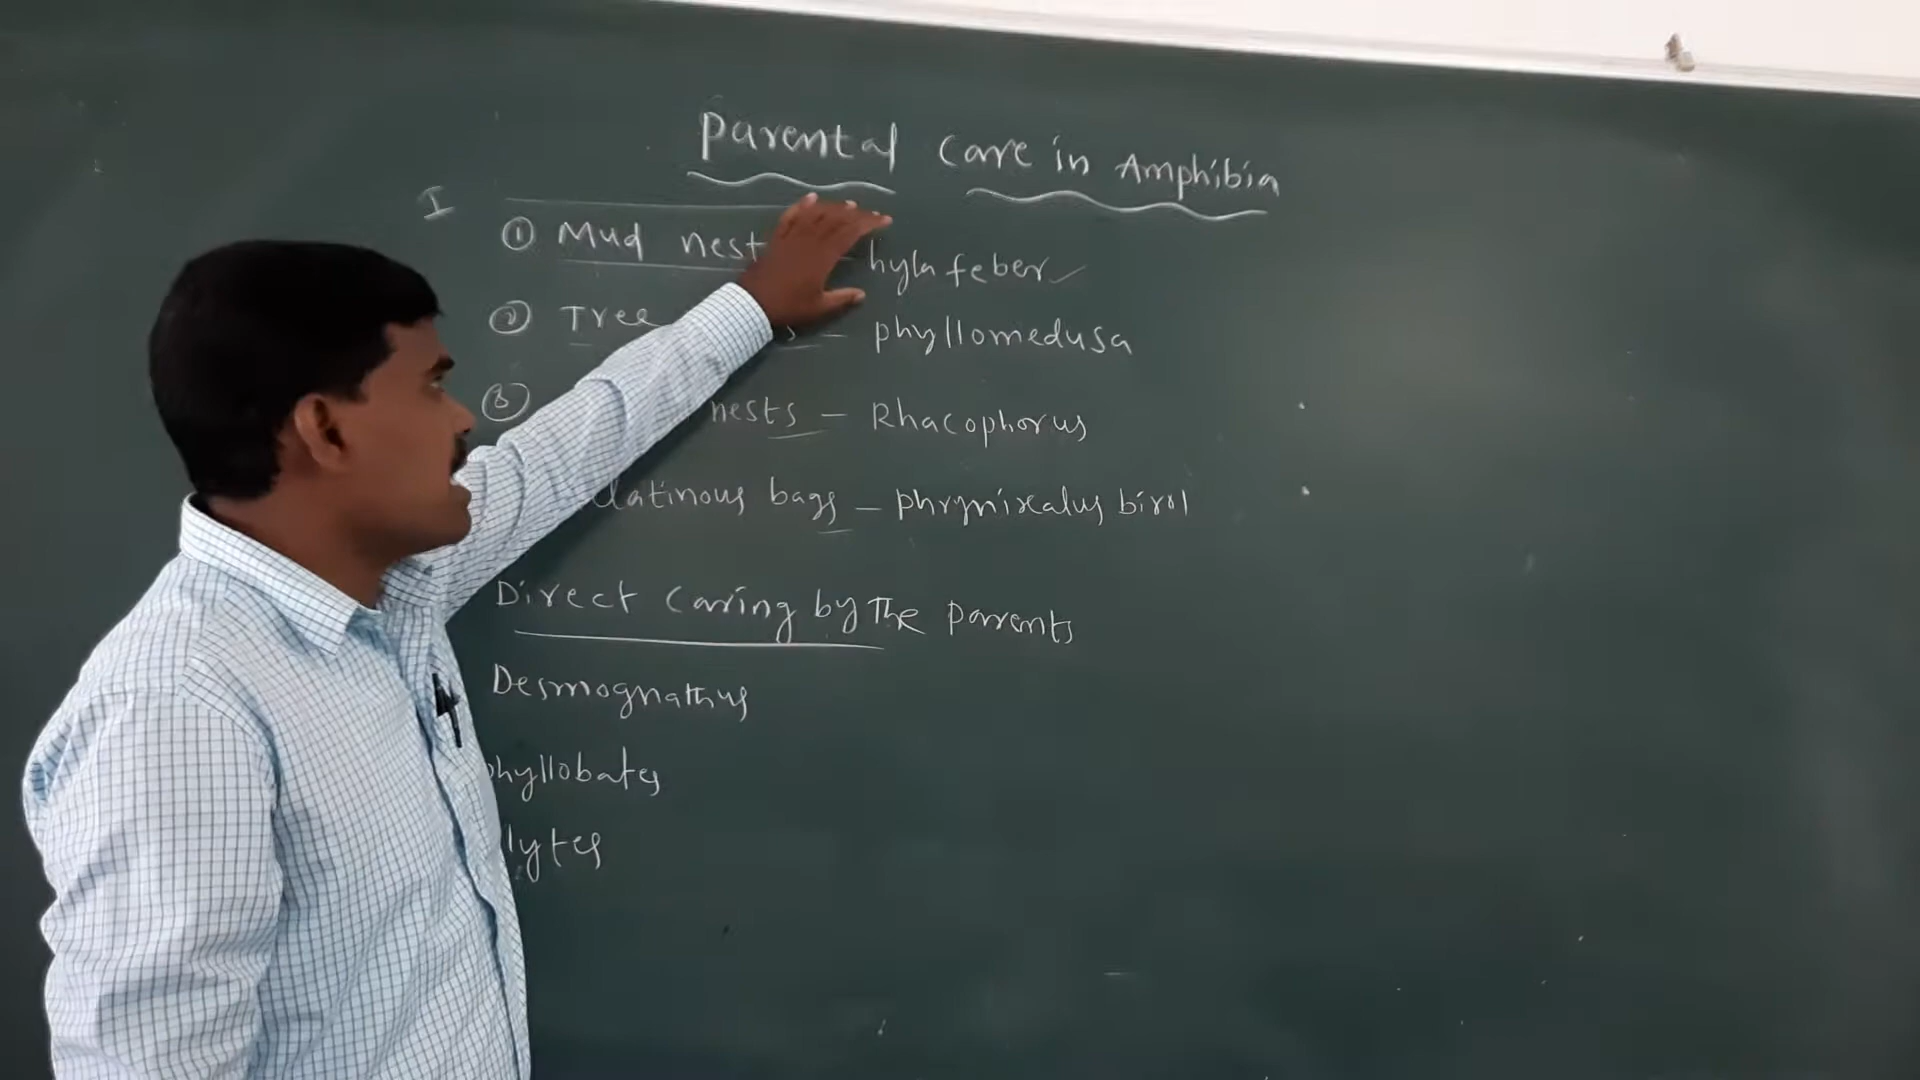 Parental Care in Amphibia
I
① Mud nest - hyla feber ✓
② Tree s - phyllomedusa
③ nests - Rhacophorus
latinous bags - phrynixalus birol
Direct Caring by The parents
Desmognathus
phyllobates
lytes